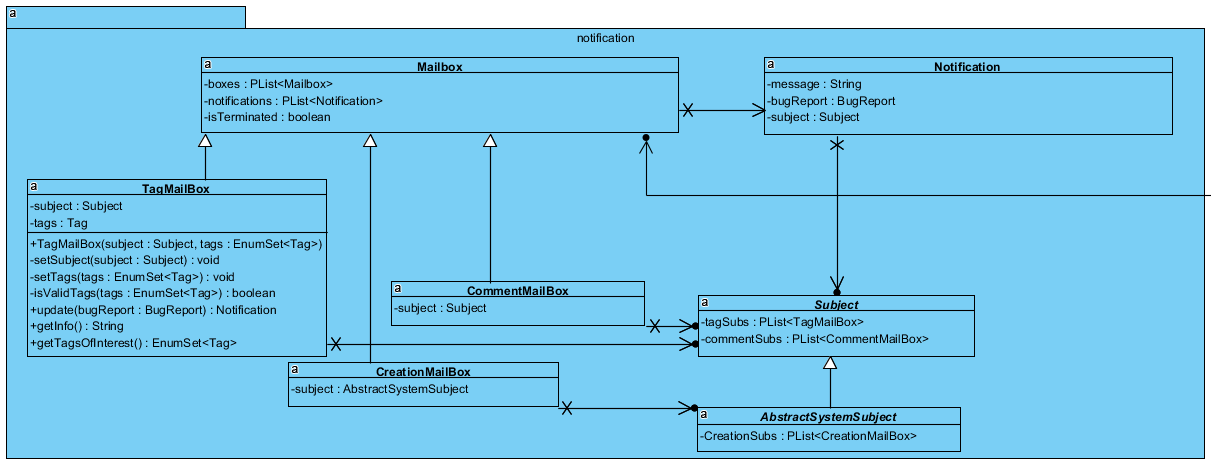 a
notification
a
Mailbox
-boxes : PList<Mailbox>
-notifications : PList<Notification>
-isTerminated : boolean
a
Notification
-message : String
-bugReport : BugReport
-subject : Subject
a
TagMailBox
-subject : Subject
-tags : Tag
+TagMailBox(subject : Subject, tags : EnumSet<Tag>)
-setSubject(subject : Subject) : void
-setTags(tags : EnumSet<Tag>) : void
-isValidTags(tags : EnumSet<Tag>) : boolean
+update(bugReport : BugReport) : Notification
+getInfo() : String
+getTagsOfInterest() : EnumSet<Tag>
a
CommentMailBox
-subject : Subject
a
Subject
-tagSubs : PList<TagMailBox>
-commentSubs : PList<CommentMailBox>
a
CreationMailBox
-subject : AbstractSystemSubject
a
AbstractSystemSubject
-CreationSubs : PList<CreationMailBox>